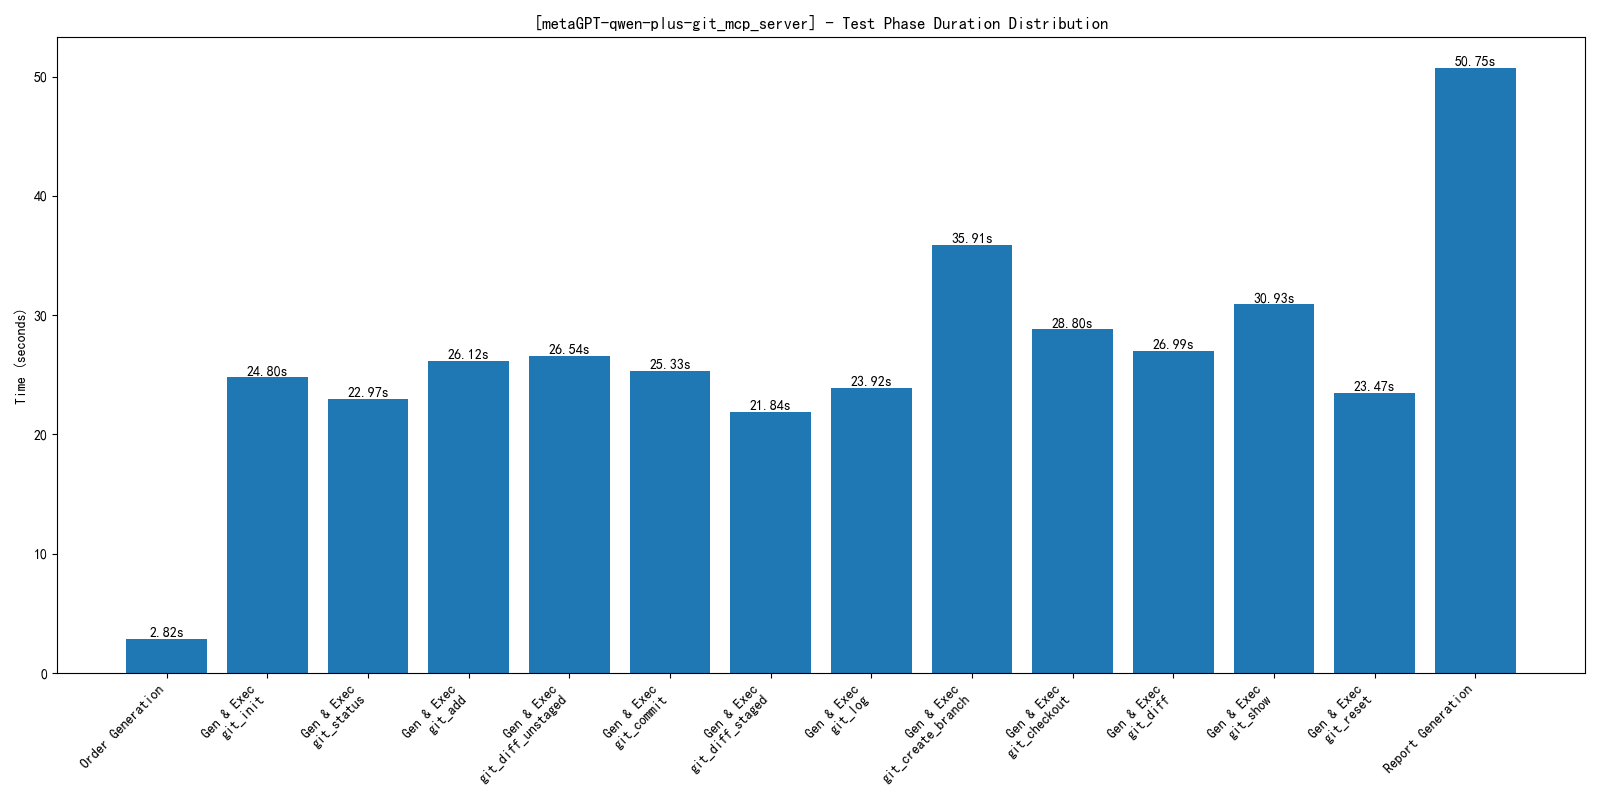 [metaGPT-qwen-plus-git_mcp_server] - Test Phase Duration Distribution
Time (seconds)
50
40
30
20
10
0
2.82s
24.80s
22.97s
26.12s
26.54s
25.33s
21.84s
23.92s
35.91s
28.80s
26.99s
30.93s
23.47s
50.75s
Order Generation
Gen & Exec
git_init
Gen & Exec
git_status
Gen & Exec
git_add
Gen & Exec
git_diff_unstaged
Gen & Exec
git_commit
Gen & Exec
git_diff_staged
Gen & Exec
git_log
Gen & Exec
git_create_branch
Gen & Exec
git_checkout
Gen & Exec
git_diff
Gen & Exec
git_show
Gen & Exec
git_reset
Report Generation